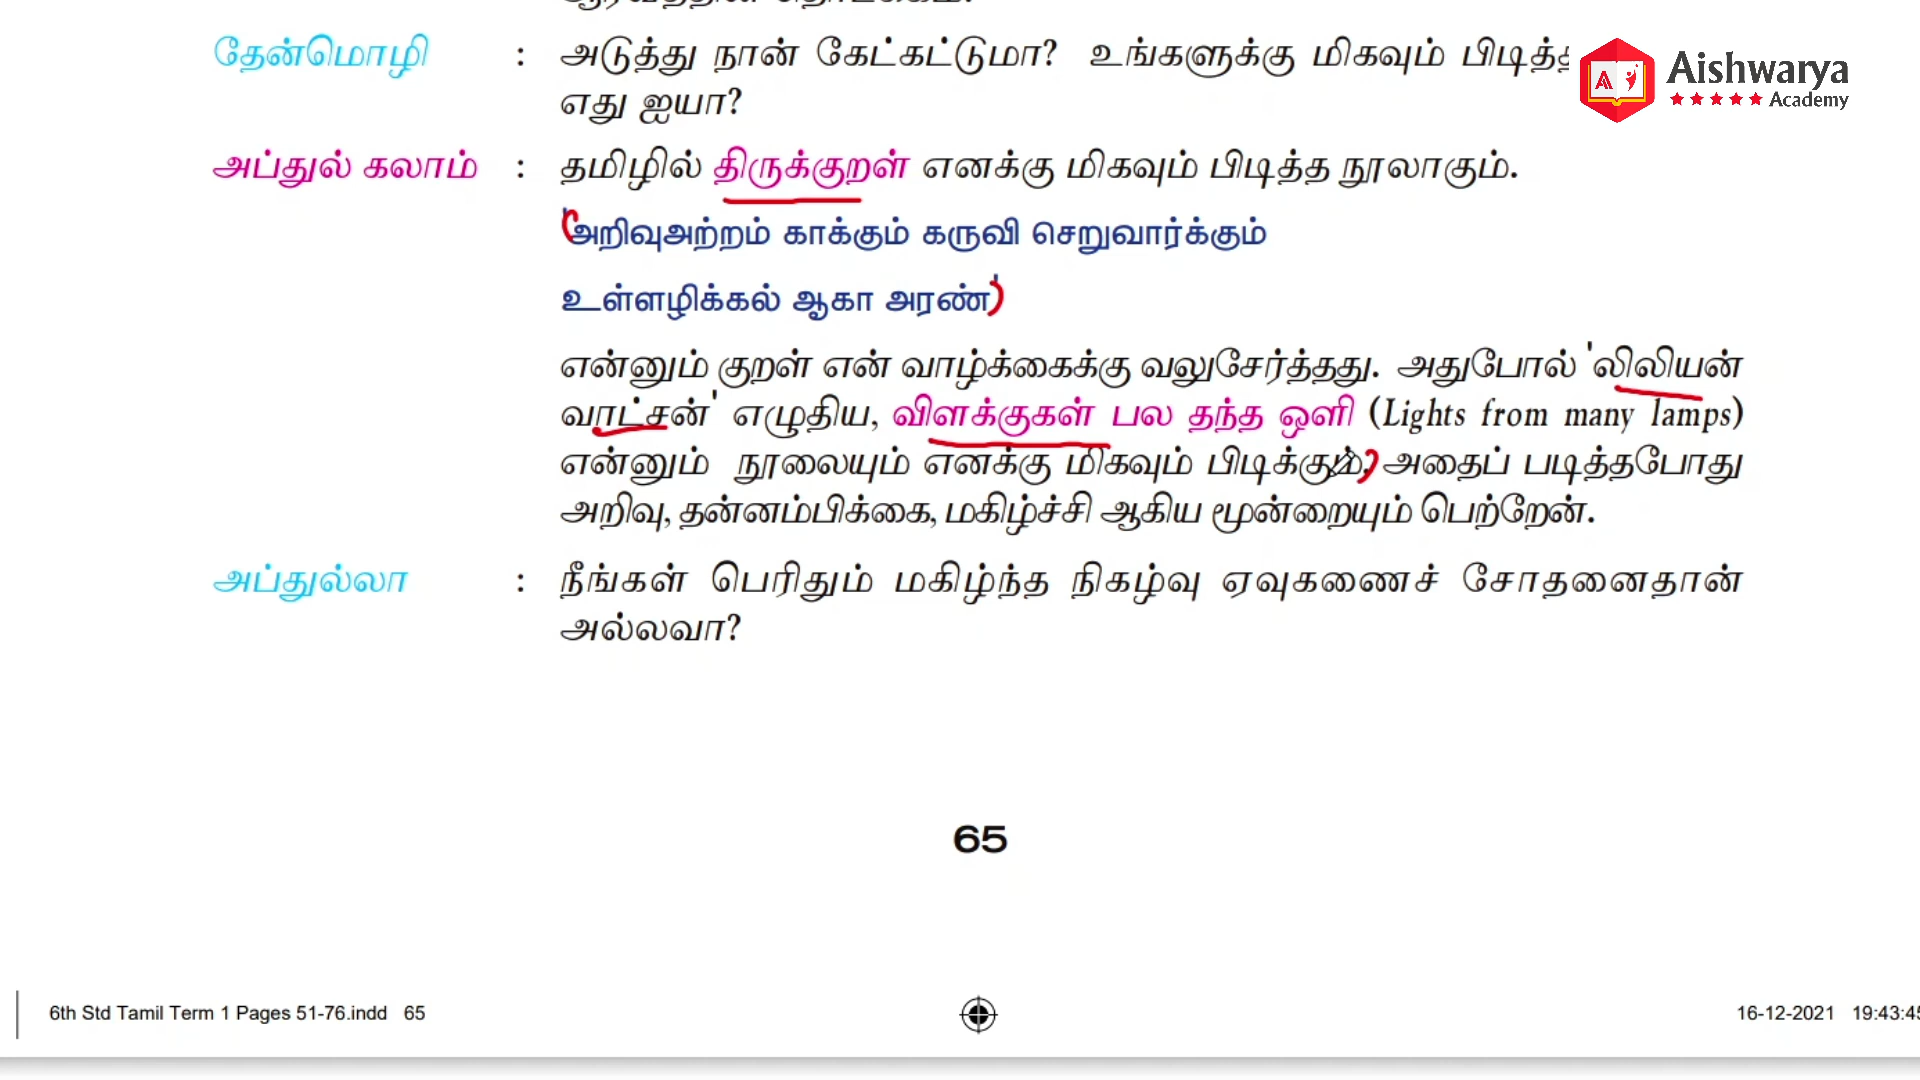 தேன்மொழி : அடுத்து நான் கேட்கட்டுமா? உங்களுக்கு மிகவும்
எது ஐயா?
அப்துல் கலாம் : தமிழில் திருக்குறள் எனக்கு மிகவும் பிடித்த நூலாகும்.
'அறிவுஅற்றம் காக்கும் கருவி செறுவார்க்கும்
உள்ளழிக்கல் ஆகா அரண்'
என்னும் குறள் என் வாழ்க்கைக்கு வலுசேர்த்தது. அதுபோல் 'லிலியன்
வாட்சன்' எழுதிய, விளக்குகள் பல தந்த ஒளி (Lights from many lamps)
என்னும் நூலையும் எனக்கு மிகவும் பிடிக்கும். அதைப் படித்தபோது
அறிவு, தன்னம்பிக்கை, மகிழ்ச்சி ஆகிய மூன்றையும் பெற்றேன்.
அப்துல்லா : நீங்கள் பெரிதும் மகிழ்ந்த நிகழ்வு ஏவுகணைச் சோதனைதான்
அல்லவா?
65
6th Std Tamil Term 1 Pages 51-76.indd 65
16-12-2021 19:43:45
Aishwarya
Academy